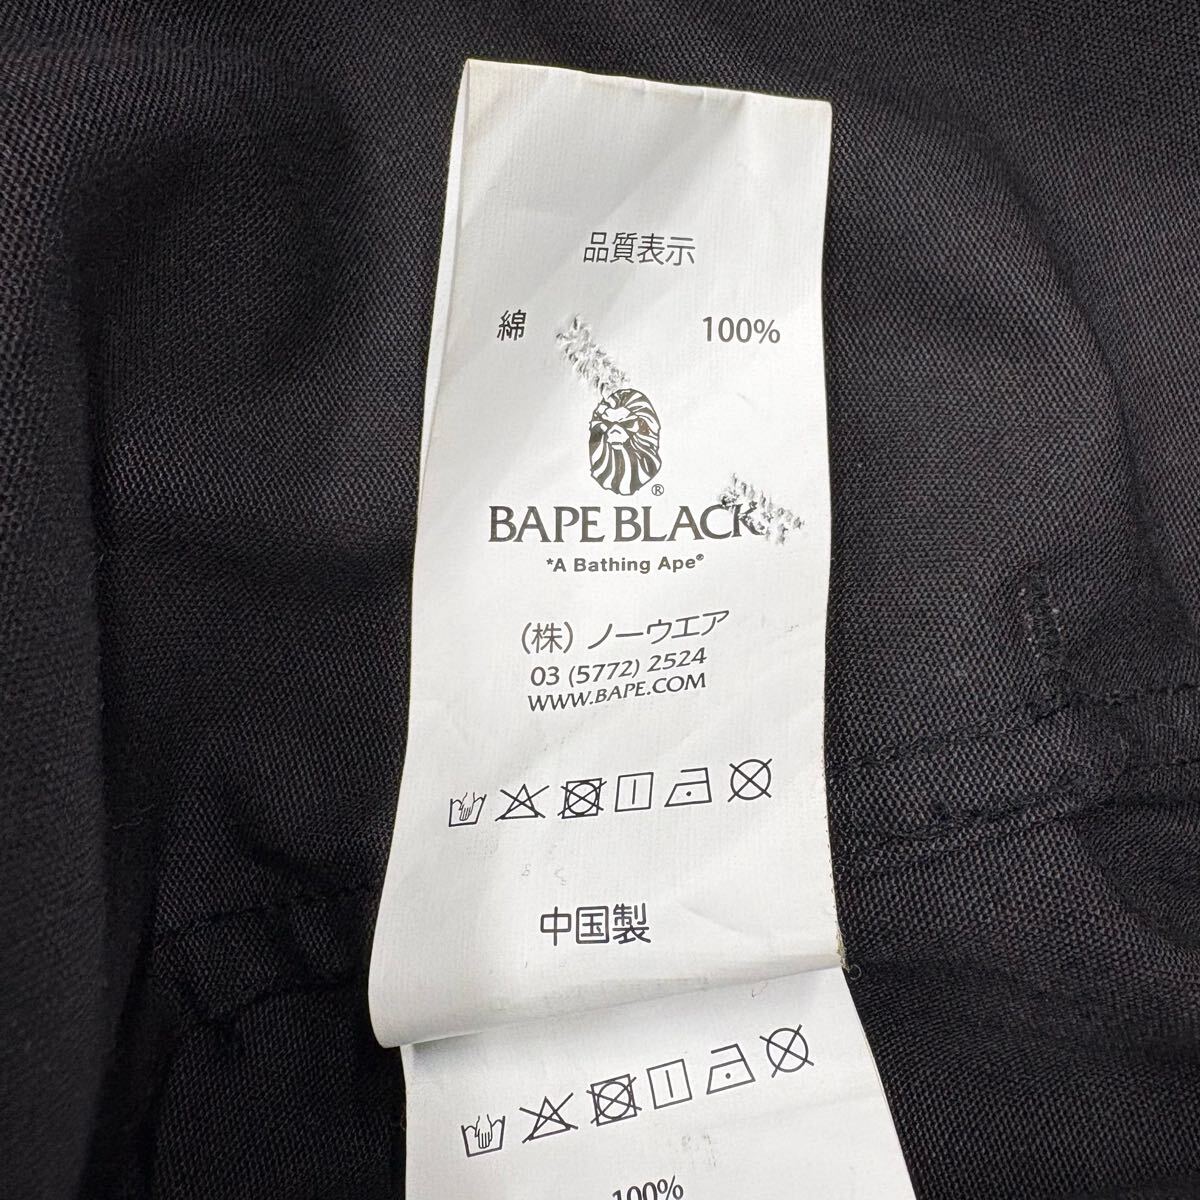 品質表示
綿 100%
BAPE BLACK
"A Bathing Ape®
(株) ノーウエア
03 (5772) 2524
WWW.BAPE.COM
中国製
100%